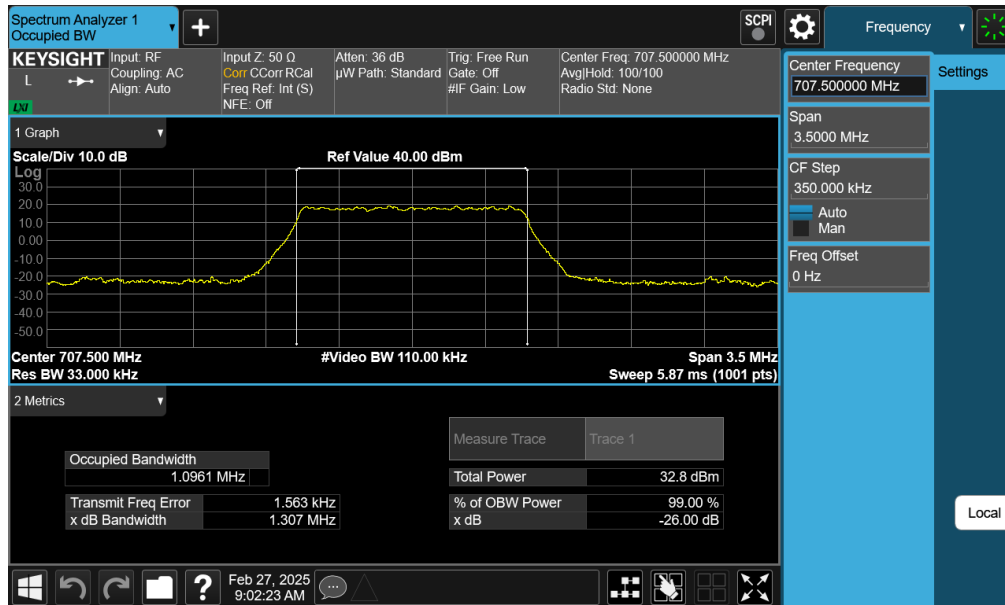 Spectrum Analyzer 1
Occupied BW
+
SCPI
Frequency
KEYSIGHT
L
LXI
Input: RF
Coupling: AC
Align: Auto
Input Z: 50 Ω
Corr CCorr RCal
Freq Ref: Int (S)
NFE: Off
Atten: 36 dB
µW Path: Standard
Trig: Free Run
Gate: Off
#IF Gain: Low
Center Freq: 707.500000 MHz
Avg|Hold: 100/100
Radio Std: None
Center Frequency
707.500000 MHz
Settings
Span
3.5000 MHz
CF Step
350.000 kHz
Auto
Man
Freq Offset
0 Hz
Local
1 Graph
Scale/Div 10.0 dB
Ref Value 40.00 dBm
Log
30.0
20.0
10.0
0.00
-10.0
-20.0
-30.0
-40.0
-50.0
Center 707.500 MHz
#Video BW 110.00 kHz
Span 3.5 MHz
Res BW 33.000 kHz
Sweep 5.87 ms (1001 pts)
2 Metrics
Measure Trace Trace 1
Occupied Bandwidth
1.0961 MHz
Total Power 32.8 dBm
Transmit Freq Error 1.563 kHz
% of OBW Power 99.00 %
x dB Bandwidth 1.307 MHz
x dB -26.00 dB
?
Feb 27, 2025
9:02:23 AM